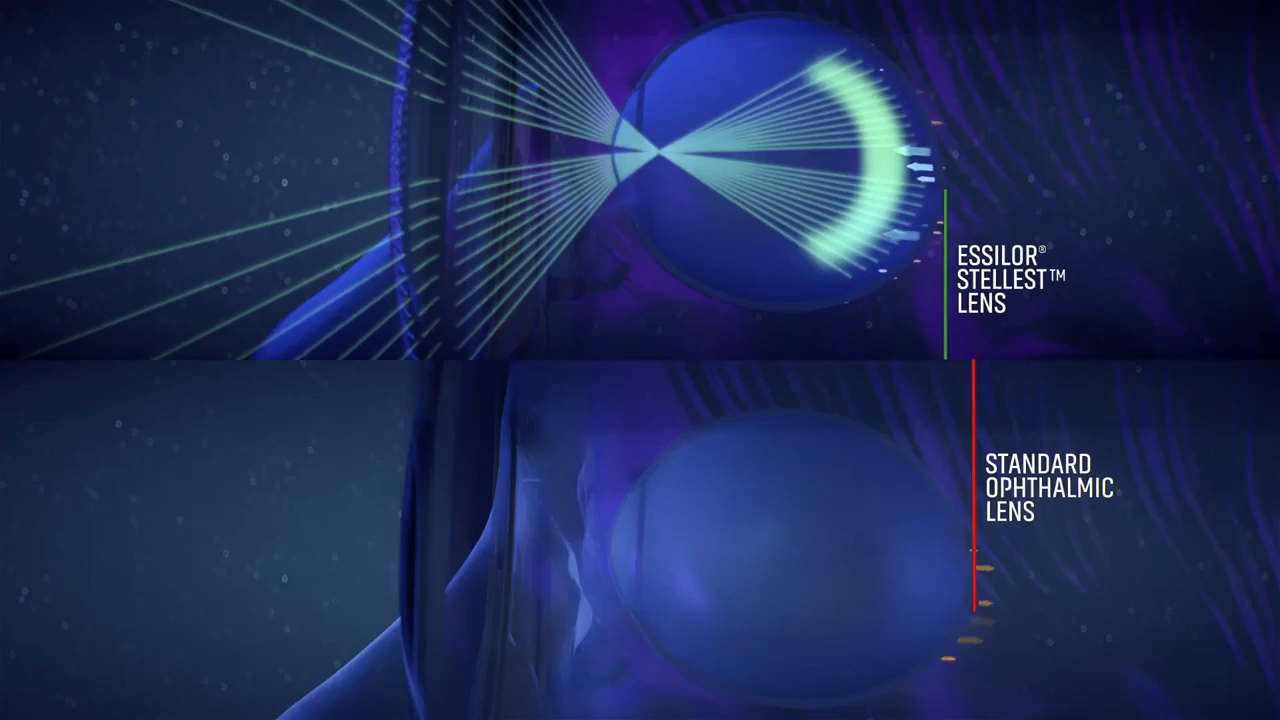 ESSILOR®
STELLEST™
LENS
STANDARD
OPHTHALMIC
LENS